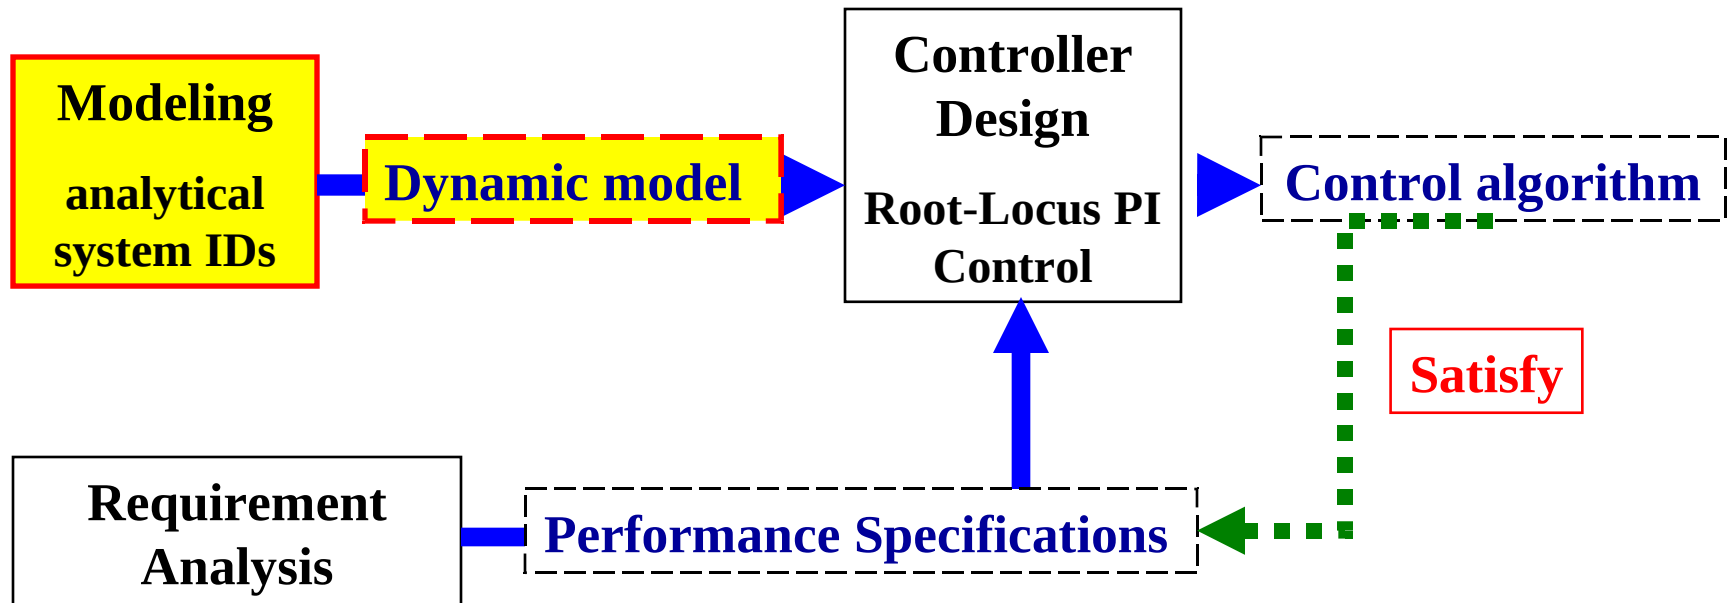 Modeling
analytical
system IDs
Dynamic model
Controller
Design
Root-Locus PI
Control
Control algorithm
Satisfy
Requirement
Analysis
Performance Specifications